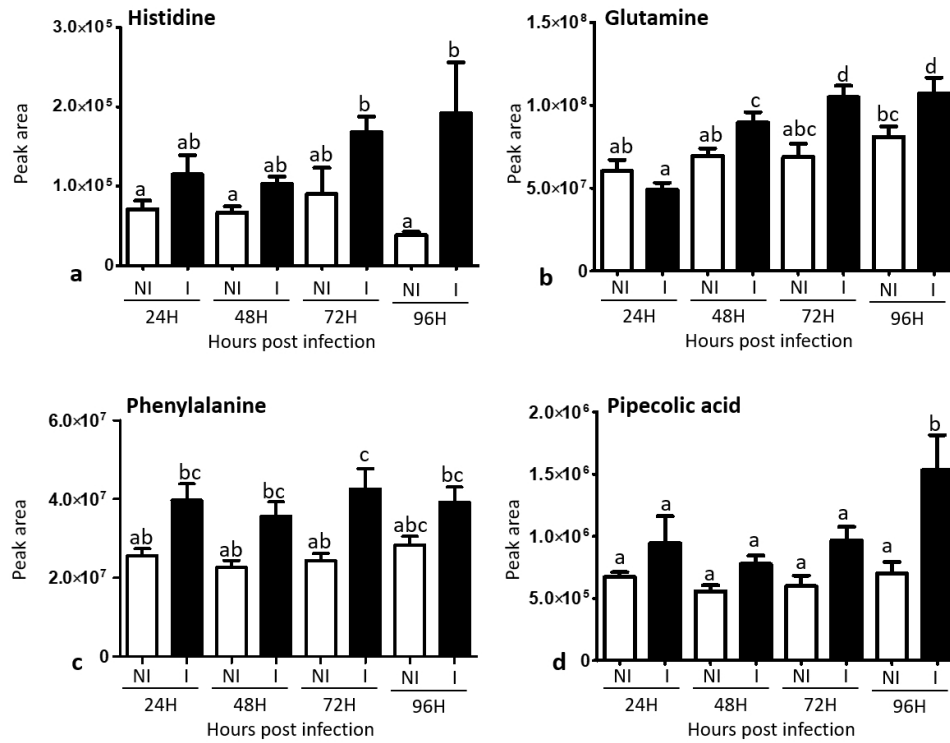 Histidine
3.0×10⁵
2.0×10⁵
1.0×10⁵
0
Peak area
a ab a ab ab b a b
a
NI I NI I NI I NI I
24H 48H 72H 96H
Hours post infection
Glutamine
1.5×10⁸
1.0×10⁸
5.0×10⁷
0
Peak area
ab a ab c abc d bc d
b
NI I NI I NI I NI I
24H 48H 72H 96H
Hours post infection
Phenylalanine
6.0×10⁷
4.0×10⁷
2.0×10⁷
0
Peak area
ab bc ab bc ab c abc bc
c
NI I NI I NI I NI I
24H 48H 72H 96H
Hours post infection
Pipecolic acid
2.0×10⁶
1.5×10⁶
1.0×10⁶
5.0×10⁵
0
Peak area
a a a a a a a b
d
NI I NI I NI I NI I
24H 48H 72H 96H
Hours post infection